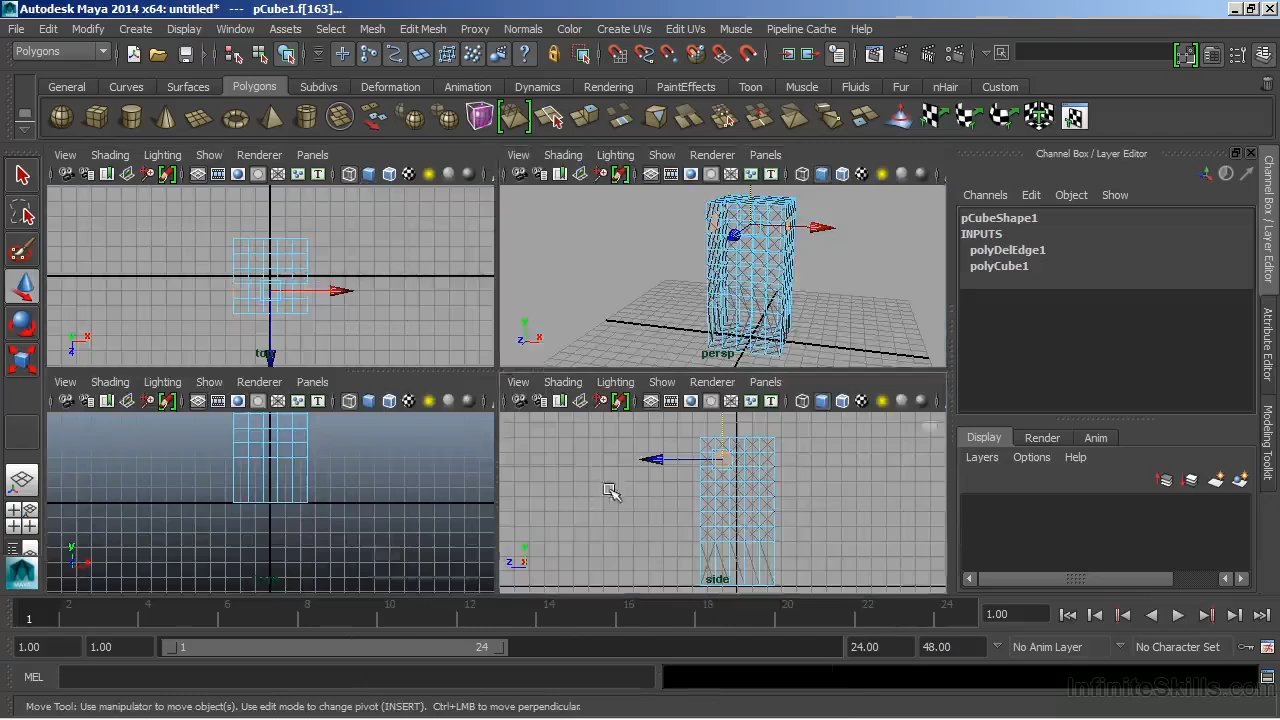 Autodesk Maya 2014 x64: untitled* --- pCube1.f[163]...
File Edit Modify Create Display Window Assets Select Mesh Edit Mesh Proxy Normals Color Create UVs Edit UVs Muscle Pipeline Cache Help
Polygons
General Curves Surfaces Polygons Subdivs Deformation Animation Dynamics Rendering PaintEffects Toon Muscle Fluids Fur nHair Custom
View Shading Lighting Show Renderer Panels
View Shading Lighting Show Renderer Panels
Channel Box / Layer Editor
Channels Edit Object Show
pCubeShape1
INPUTS
polyDelEdge1
polyCube1
y
x
z
y
z
x
persp
View Shading Lighting Show Renderer Panels
View Shading Lighting Show Renderer Panels
Display Render Anim
Layers Options Help
y
y
z
side
Channel Box / Layer Editor
Attribute Editor
Modeling Toolkit
2 4 6 8 10 12 14 16 18 20 22 24
1
1.00
1.00 1.00 1 24 24.00 48.00 No Anim Layer No Character Set
MEL
InfiniteSkills.com
Move Tool: Use manipulator to move object(s). Use edit mode to change pivot (INSERT). Ctrl+LMB to move perpendicular.